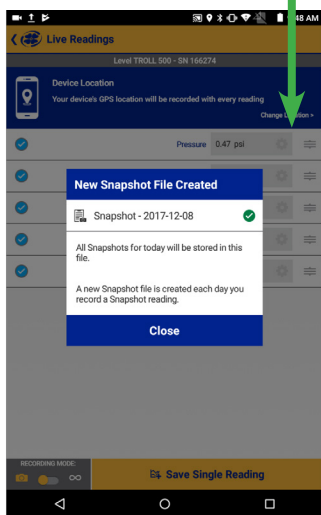 48 AM
Live Readings
Level TROLL 500 - SN 166274
Device Location
Your device's GPS location will be recorded with every reading
Change
Pressure 0.47 psi
New Snapshot File Created
Snapshot - 2017-12-08
All Snapshots for today will be stored in this
file.
A new Snapshot file is created each day you
record a Snapshot reading.
Close
RECORDING MODE:
Save Single Reading